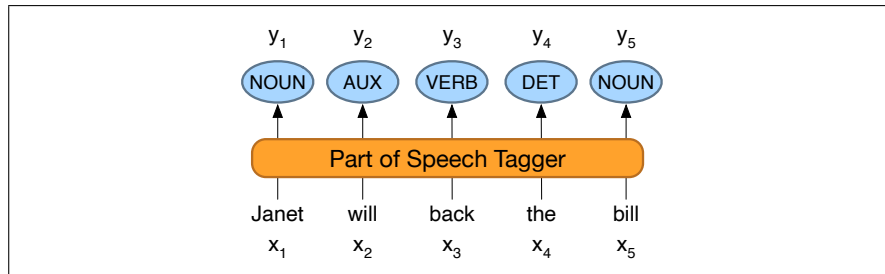 y1 y2 y3 y4 y5
NOUN AUX VERB DET NOUN
Part of Speech Tagger
Janet will back the bill
x1 x2 x3 x4 x5